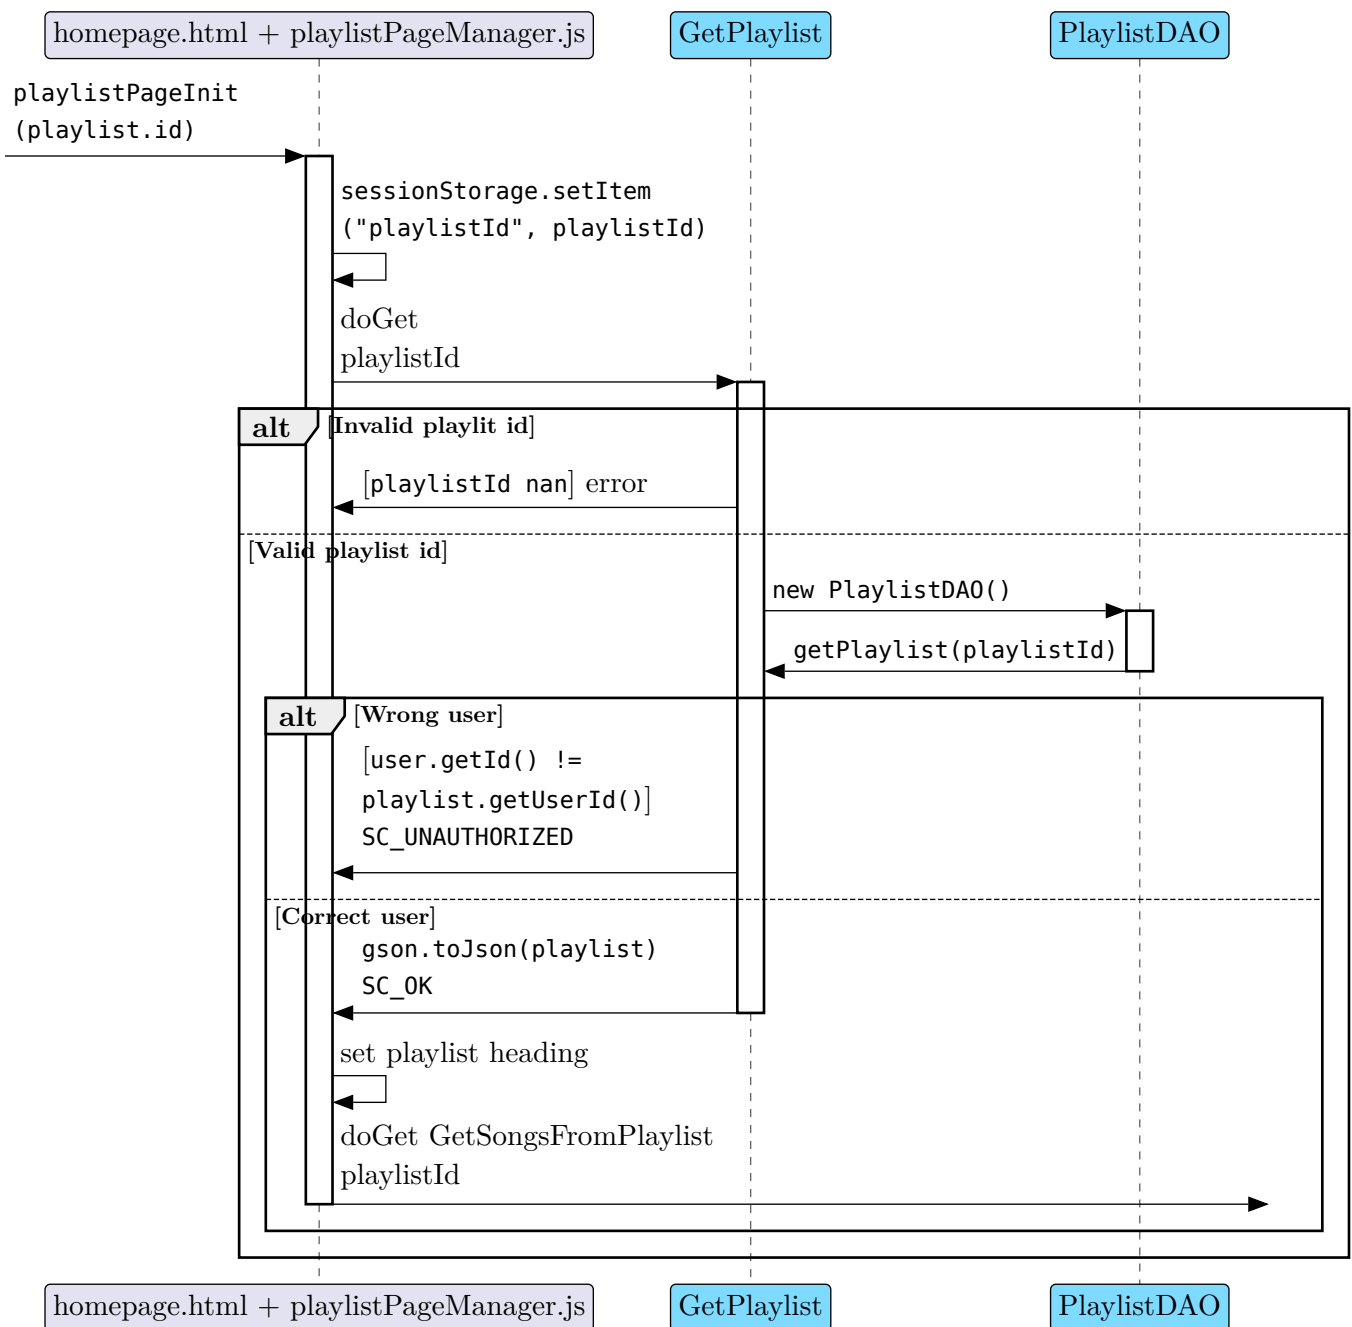 homepage.html + playlistPageManager.js
GetPlaylist
PlaylistDAO
playlistPageInit
(playlist.id)
sessionStorage.setItem
("playlistId", playlistId)
doGet
playlistId
alt
[Invalid playlit id]
[playlistId nan] error
[Valid playlist id]
new PlaylistDAO()
getPlaylist(playlistId)
alt
[Wrong user]
[user.getId() !=
playlist.getUserId()]
SC_UNAUTHORIZED
[Correct user]
gson.toJson(playlist)
SC_OK
set playlist heading
doGet GetSongsFromPlaylist
playlistId
homepage.html + playlistPageManager.js
GetPlaylist
PlaylistDAO